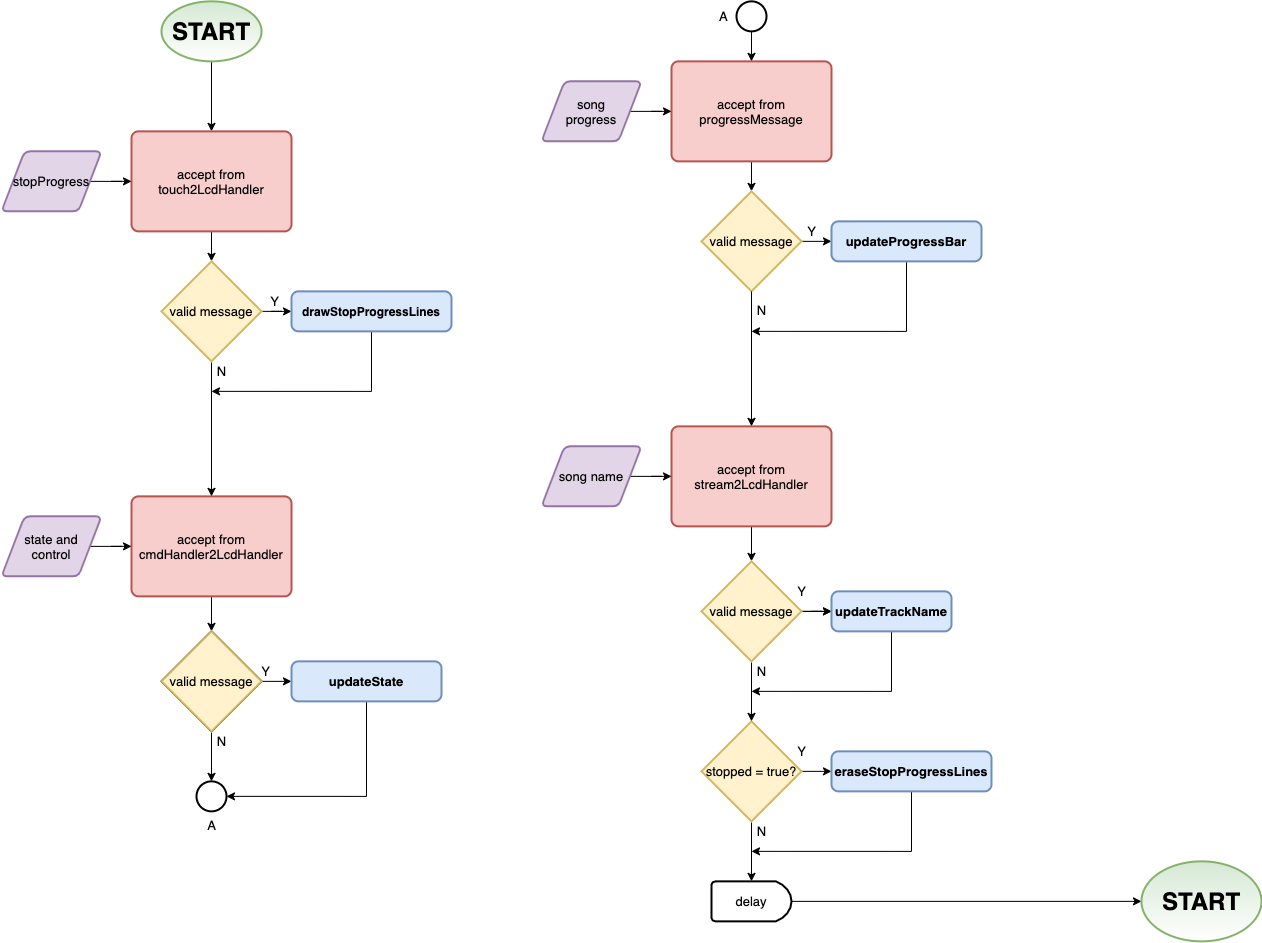 START
stopProgress
accept from
touch2LcdHandler
valid message
Y
drawStopProgressLines
N
state and
control
accept from
cmdHandler2LcdHandler
valid message
Y
updateState
N
A
A
song
progress
accept from
progressMessage
valid message
Y
updateProgressBar
N
song name
accept from
stream2LcdHandler
valid message
Y
updateTrackName
N
stopped = true?
Y
eraseStopProgressLines
N
delay
START